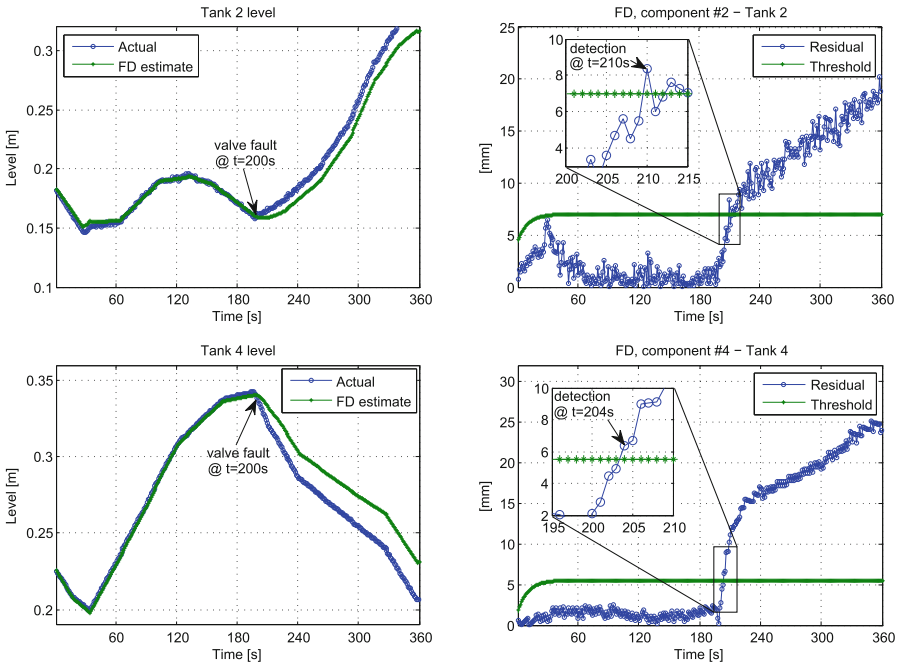 Tank 2 level
Actual
FD estimate
0.3
0.25
0.2
0.15
0.1
Level [m]
valve fault
@ t=200s
60
120
180
240
300
360
Time [s]
FD, component #2 − Tank 2
Residual
Threshold
25
20
15
10
5
0
[mm]
detection
@ t=210s
10
8
6
4
200
205
210
215
60
120
180
240
300
360
Time [s]
Tank 4 level
Actual
FD estimate
0.35
0.3
0.25
0.2
Level [m]
valve fault
@ t=200s
60
120
180
240
300
360
Time [s]
FD, component #4 − Tank 4
Residual
Threshold
30
25
20
15
10
5
0
[mm]
detection
@ t=204s
10
8
6
4
2
195
200
205
210
60
120
180
240
300
360
Time [s]